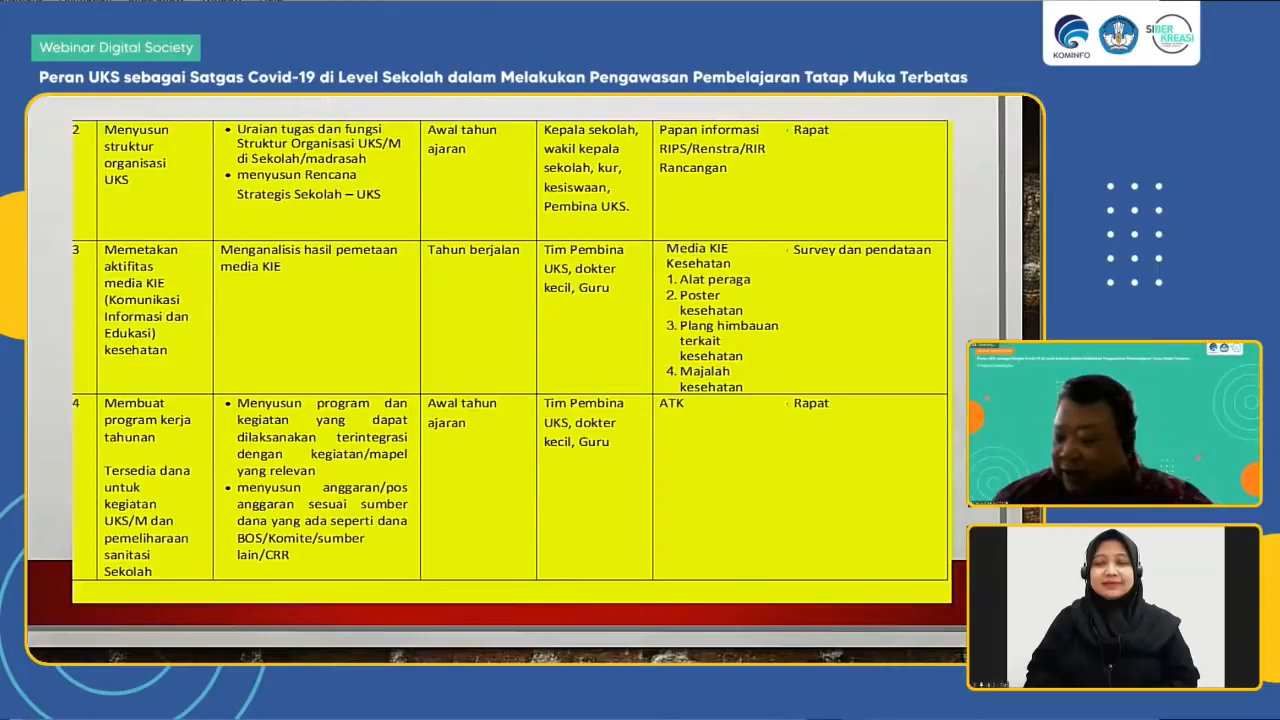 Webinar Digital Society
Peran UKS sebagai Satgas Covid-19 di Level Sekolah dalam Melakukan Pengawasan Pembelajaran Tatap Muka Terbatas
KOMINFO
SIBER
KREASI
2
Menyusun
struktur
organisasi
UKS
• Uraian tugas dan fungsi
Struktur Organisasi UKS/M
di Sekolah/madrasah
• menyusun Rencana
Strategis Sekolah – UKS
Awal tahun
ajaran
Kepala sekolah,
wakil kepala
sekolah, kur,
kesiswaan,
Pembina UKS.
Papan informasi
RIPS/Renstra/RIR
Rancangan
Rapat
3
Memetakan
aktifitas
media KIE
(Komunikasi
Informasi dan
Edukasi)
kesehatan
Menganalisis hasil pemetaan
media KIE
Tahun berjalan
Tim Pembina
UKS, dokter
kecil, Guru
Media KIE
Kesehatan
1. Alat peraga
2. Poster
kesehatan
3. Plang himbauan
terkait
kesehatan
4. Majalah
kesehatan
Survey dan pendataan
4
Membuat
program kerja
tahunan
Tersedia dana
untuk
kegiatan
UKS/M dan
pemeliharaan
sanitasi
Sekolah
• Menyusun program dan
kegiatan yang dapat
dilaksanakan terintegrasi
dengan kegiatan/mapel
yang relevan
• menyusun anggaran/pos
anggaran sesuai sumber
dana yang ada seperti dana
BOS/Komite/sumber
lain/CRR
Awal tahun
ajaran
Tim Pembina
UKS, dokter
kecil, Guru
ATK
Rapat